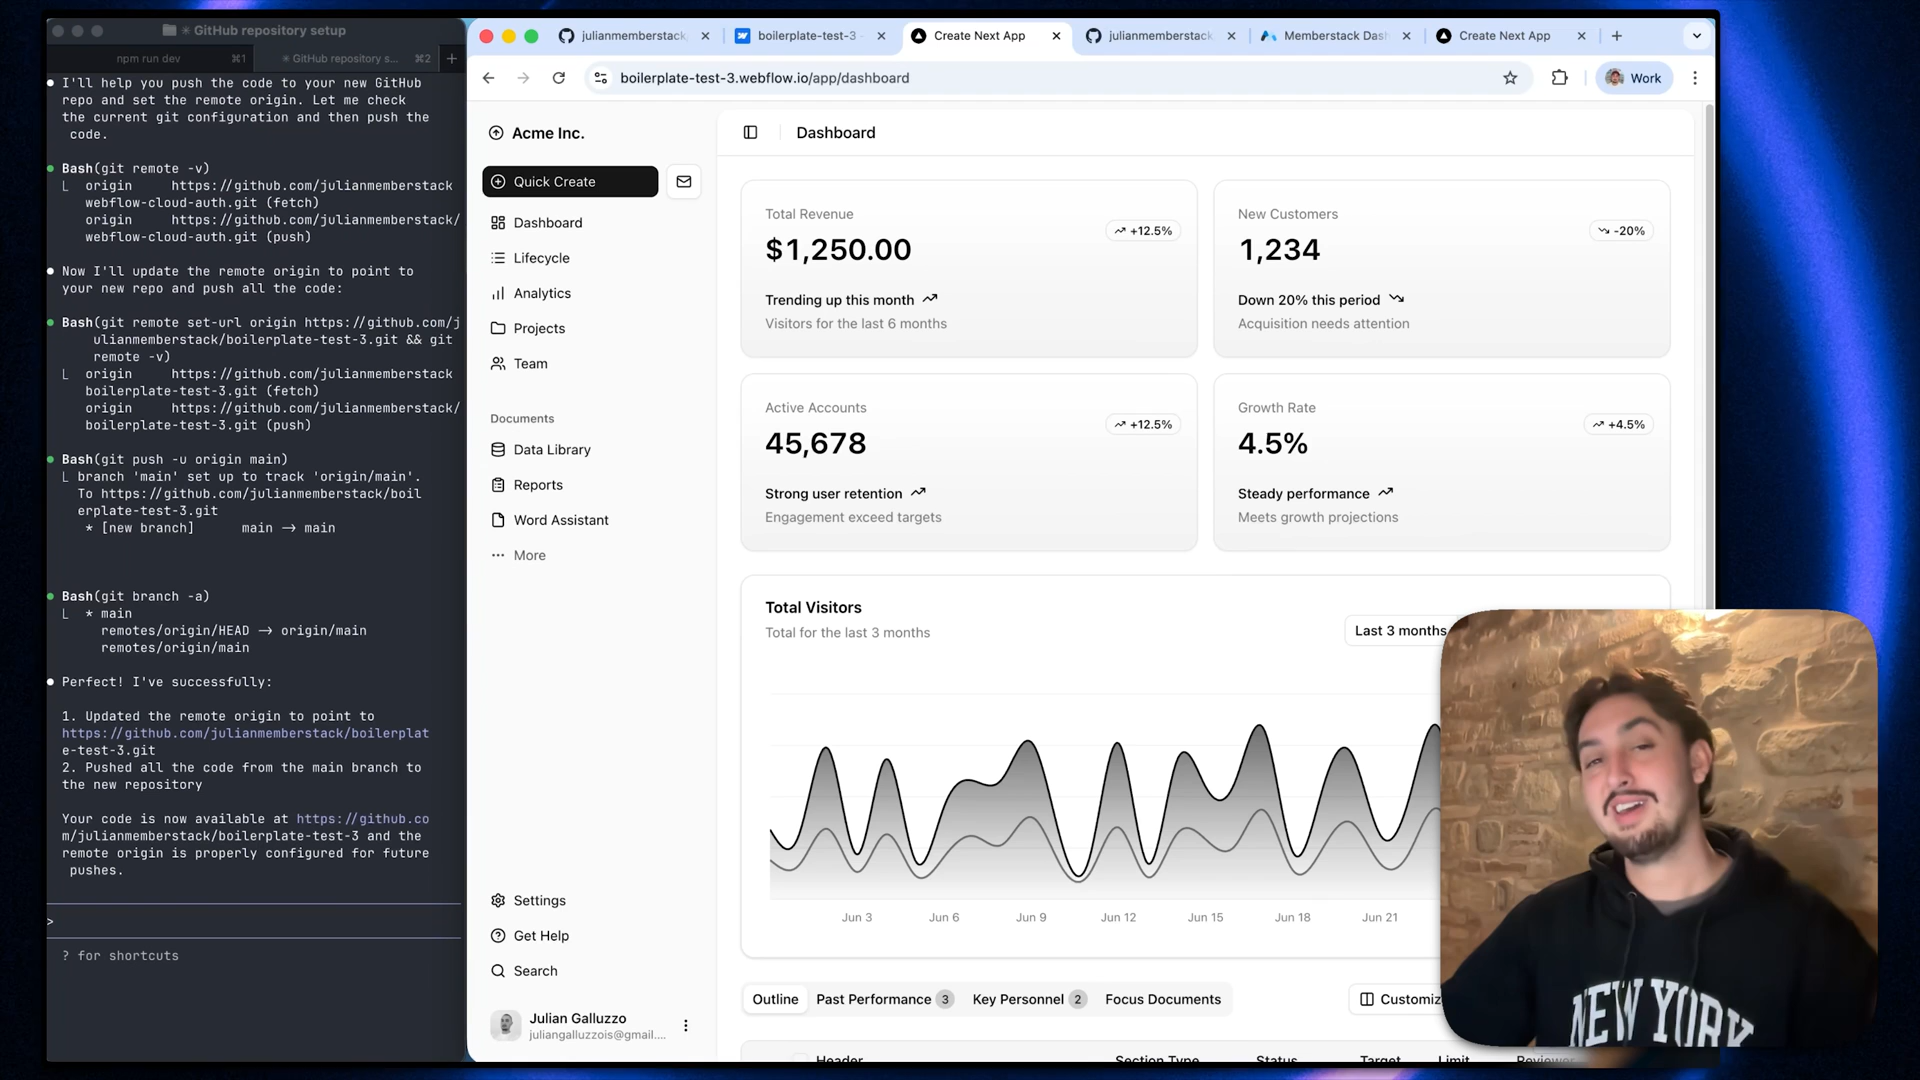 ✳ GitHub repository setup
npm run dev ⌘1
✳ GitHub repository s... ⌘2 +
I'll help you push the code to your new GitHub
repo and set the remote origin. Let me check
the current git configuration and then push the
code.
Bash(git remote -v)
origin https://github.com/julianmemberstack
webflow-cloud-auth.git (fetch)
origin https://github.com/julianmemberstack/
webflow-cloud-auth.git (push)
Now I'll update the remote origin to point to
your new repo and push all the code:
Bash(git remote set-url origin https://github.com/j
ulianmemberstack/boilerplate-test-3.git && git
remote -v)
origin https://github.com/julianmemberstack
boilerplate-test-3.git (fetch)
origin https://github.com/julianmemberstack/
boilerplate-test-3.git (push)
Bash(git push -u origin main)
branch 'main' set up to track 'origin/main'.
To https://github.com/julianmemberstack/boil
erplate-test-3.git
* [new branch] main -> main
Bash(git branch -a)
* main
remotes/origin/HEAD -> origin/main
remotes/origin/main
Perfect! I've successfully:
1. Updated the remote origin to point to
https://github.com/julianmemberstack/boilerplat
e-test-3.git
2. Pushed all the code from the main branch to
the new repository
Your code is now available at https://github.co
m/julianmemberstack/boilerplate-test-3 and the
remote origin is properly configured for future
pushes.
>
? for shortcuts
julianmemberstack
boilerplate-test-3 -
Create Next App
julianmemberstack
Memberstack Das
Create Next App
boilerplate-test-3.webflow.io/app/dashboard
Work
Acme Inc.
Quick Create
Dashboard
Lifecycle
Analytics
Projects
Team
Documents
Data Library
Reports
Word Assistant
More
Settings
Get Help
Search
Julian Galluzzo
juliangalluzzois@gmail....
Dashboard
Total Revenue
+12.5%
$1,250.00
Trending up this month
Visitors for the last 6 months
New Customers
-20%
1,234
Down 20% this period
Acquisition needs attention
Active Accounts
+12.5%
45,678
Strong user retention
Engagement exceed targets
Growth Rate
+4.5%
4.5%
Steady performance
Meets growth projections
Total Visitors
Total for the last 3 months
Last 3 months
Jun 3 Jun 6 Jun 9 Jun 12 Jun 15 Jun 18 Jun 21
Outline Past Performance 3 Key Personnel 2 Focus Documents
Customiz
Header Section Type Status Target Limit Reviewer
NEW YORK